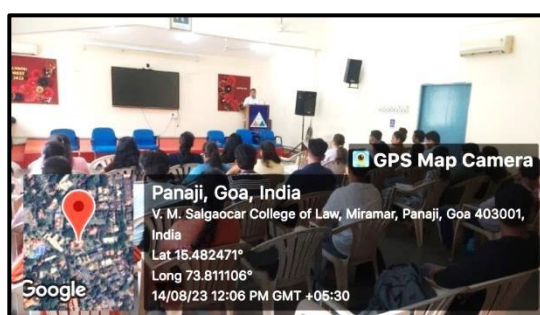 GPS Map Camera
Panaji, Goa, India
V. M. Salgaocar College of Law, Miramar, Panaji, Goa 403001,
India
Lat 15.482471°
Long 73.811106°
14/08/23 12:06 PM GMT +05:30
Google